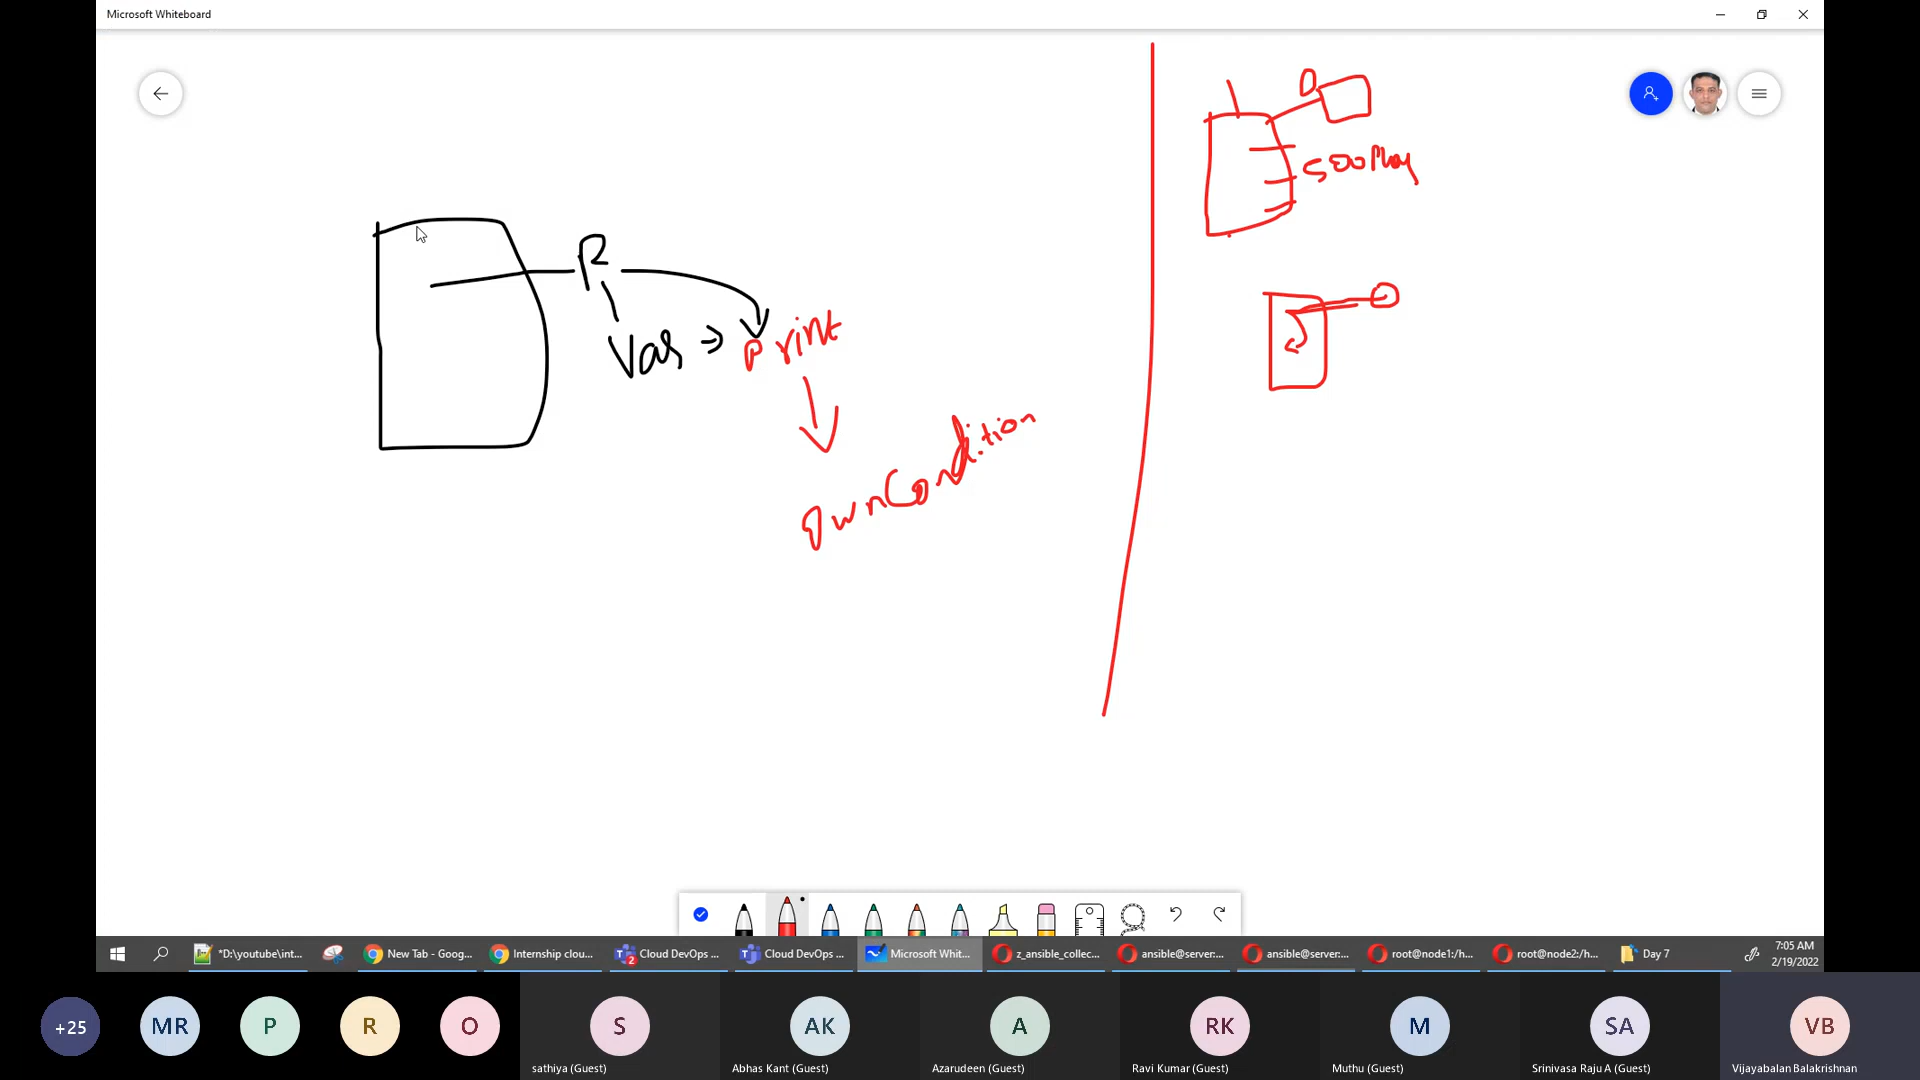 Microsoft Whiteboard
R
Var => Print
ownCondition
*D:\youtube\int...
New Tab - Goog...
Internship clou...
2
Cloud DevOps ...
Cloud DevOps ...
Microsoft Whit...
z_ansible_collec...
ansible@server:...
ansible@server:...
root@node1:/h...
root@node2:/h...
Day 7
7:05 AM
2/19/2022
+25
MR
P
R
O
S
AK
A
RK
M
SA
VB
sathiya (Guest)
Abhas Kant (Guest)
Azarudeen (Guest)
Ravi Kumar (Guest)
Muthu (Guest)
Srinivasa Raju A (Guest)
Vijayabalan Balakrishnan